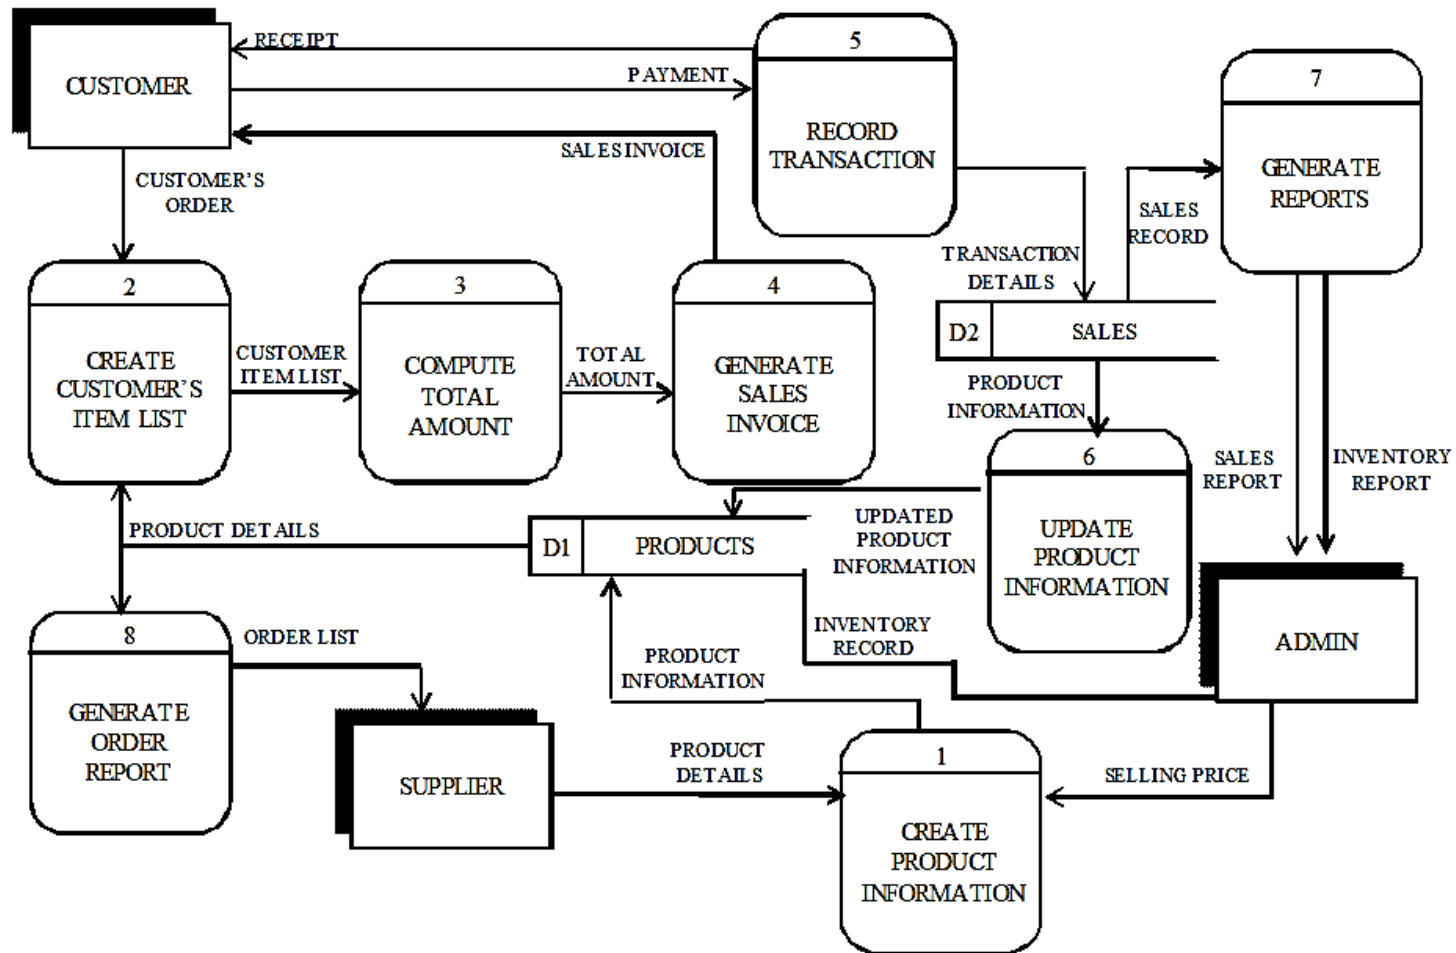 RECEIPT
CUSTOMER
PAYMENT
SALES INVOICE
CUSTOMER'S
ORDER
5
RECORD
TRANSACTION
7
GENERATE
REPORTS
SALES
RECORD
TRANSACTION
DETAILS
2
CREATE
CUSTOMER'S
ITEM LIST
CUSTOMER
ITEM LIST
3
COMPUTE
TOTAL
AMOUNT
TOTAL
AMOUNT
4
GENERATE
SALES
INVOICE
D2
SALES
PRODUCT
INFORMATION
SALES
REPORT
INVENTORY
REPORT
6
UPDATE
PRODUCT
INFORMATION
PRODUCT DETAILS
D1
PRODUCTS
UPDATED
PRODUCT
INFORMATION
INVENTORY
RECORD
ADMIN
8
GENERATE
ORDER
REPORT
ORDER LIST
PRODUCT
INFORMATION
SUPPLIER
PRODUCT
DETAILS
1
CREATE
PRODUCT
INFORMATION
SELLING PRICE